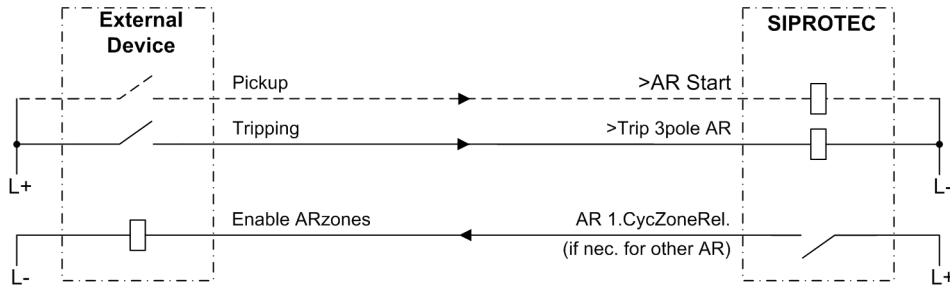 External
Device
SIPROTEC
Pickup
>AR Start
Tripping
>Trip 3pole AR
L+
L-
Enable ARzones
AR 1.CycZoneRel.
(if nec. for other AR)
L-
L+